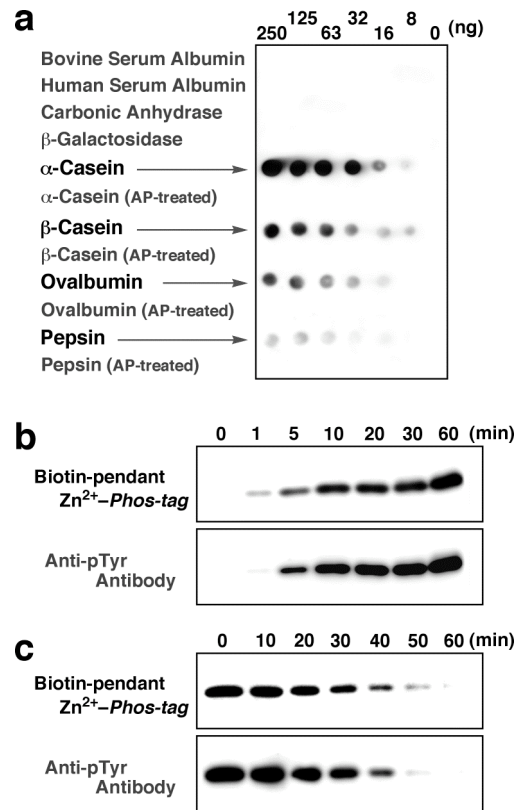 a
250 125 63 32 16 8 0 (ng)
Bovine Serum Albumin
Human Serum Albumin
Carbonic Anhydrase
β-Galactosidase
α-Casein
α-Casein (AP-treated)
β-Casein
β-Casein (AP-treated)
Ovalbumin
Ovalbumin (AP-treated)
Pepsin
Pepsin (AP-treated)
b
0 1 5 10 20 30 60 (min)
Biotin-pendant
Zn²⁺–Phos-tag
Anti-pTyr
Antibody
c
0 10 20 30 40 50 60 (min)
Biotin-pendant
Zn²⁺–Phos-tag
Anti-pTyr
Antibody